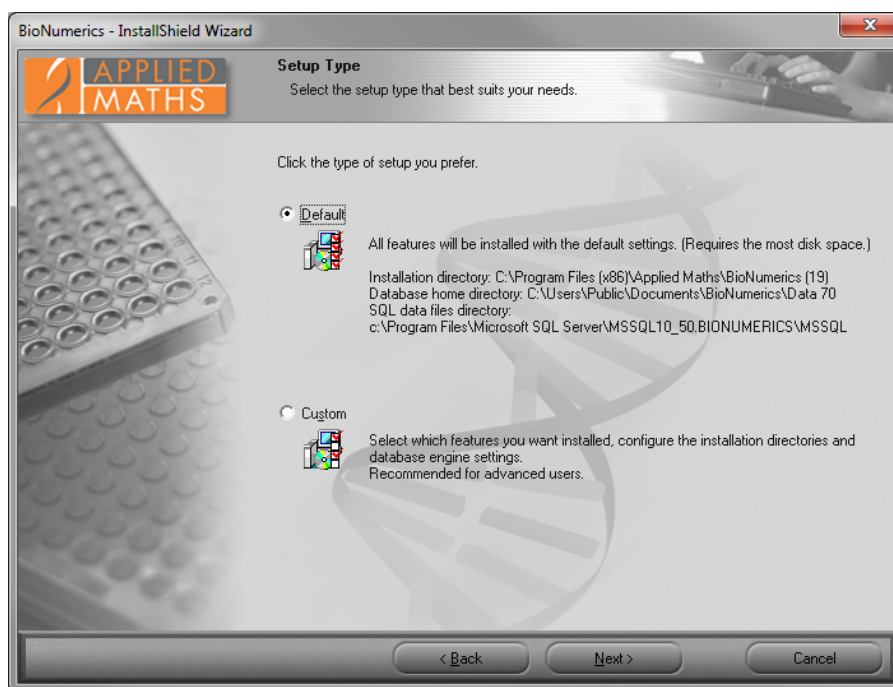 BioNumerics - InstallShield Wizard
APPLIED
MATHS
Setup Type
Select the setup type that best suits your needs.
Click the type of setup you prefer.
Default
All features will be installed with the default settings. (Requires the most disk space.)
Installation directory: C:\Program Files (x86)\Applied Maths\BioNumerics (19)
Database home directory: C:\Users\Public\Documents\BioNumerics\Data 70
SQL data files directory:
c:\Program Files\Microsoft SQL Server\MSSQL10_50.BIONUMERICS\MSSQL
Custom
Select which features you want installed, configure the installation directories and
database engine settings.
Recommended for advanced users.
< Back
Next >
Cancel